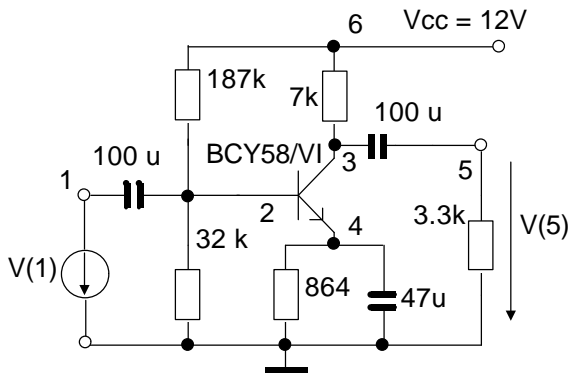 6
Vcc = 12V
187k
7k
100 u
100 u
BCY58/VI
3
1
5
2
3.3k
4
V(5)
32 k
V(1)
864
47u